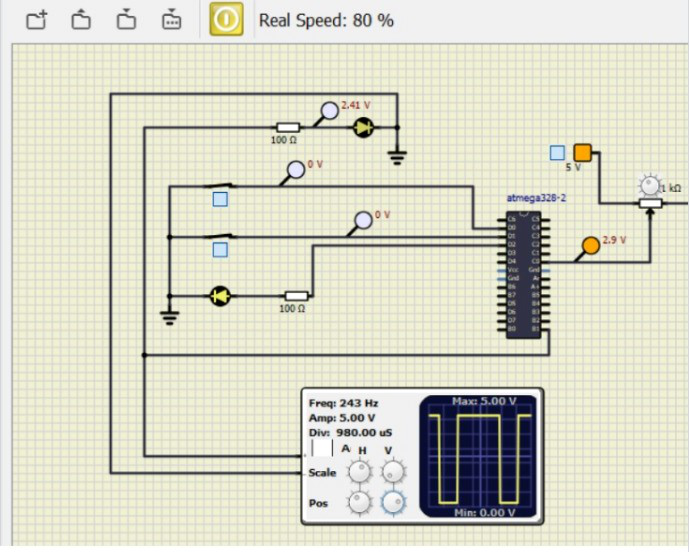 Real Speed: 80 %
2.41 V
100 Ω
0 V
5 V
1 kΩ
atmega328-2
0 V
2.9 V
100 Ω
Freq: 243 Hz
Amp: 5.00 V
Div: 980.00 uS
A H V
Scale
Pos
Max: 5.00 V
Min: 0.00 V